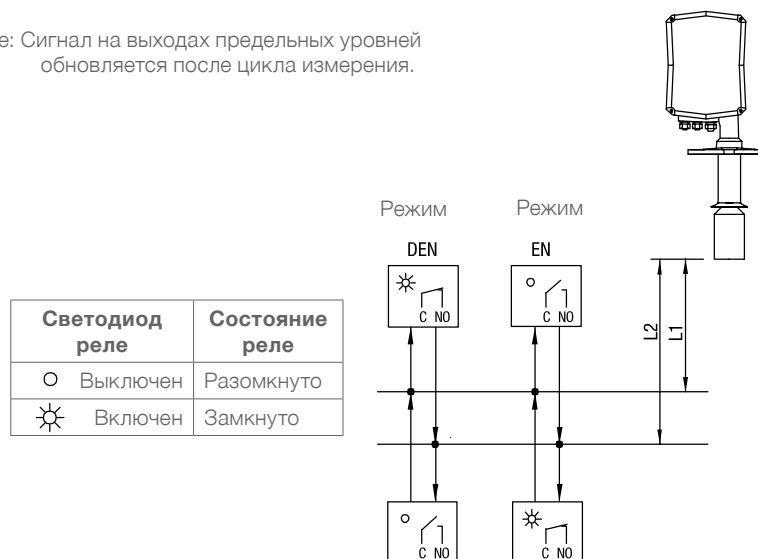 е: Сигнал на выходах предельных уровней
обновляется после цикла измерения.
Режим Режим
DEN EN
C NO C NO
L2 L1
Светодиод реле Состояние реле
Выключен Разомкнуто
Включен Замкнуто
C NO C NO